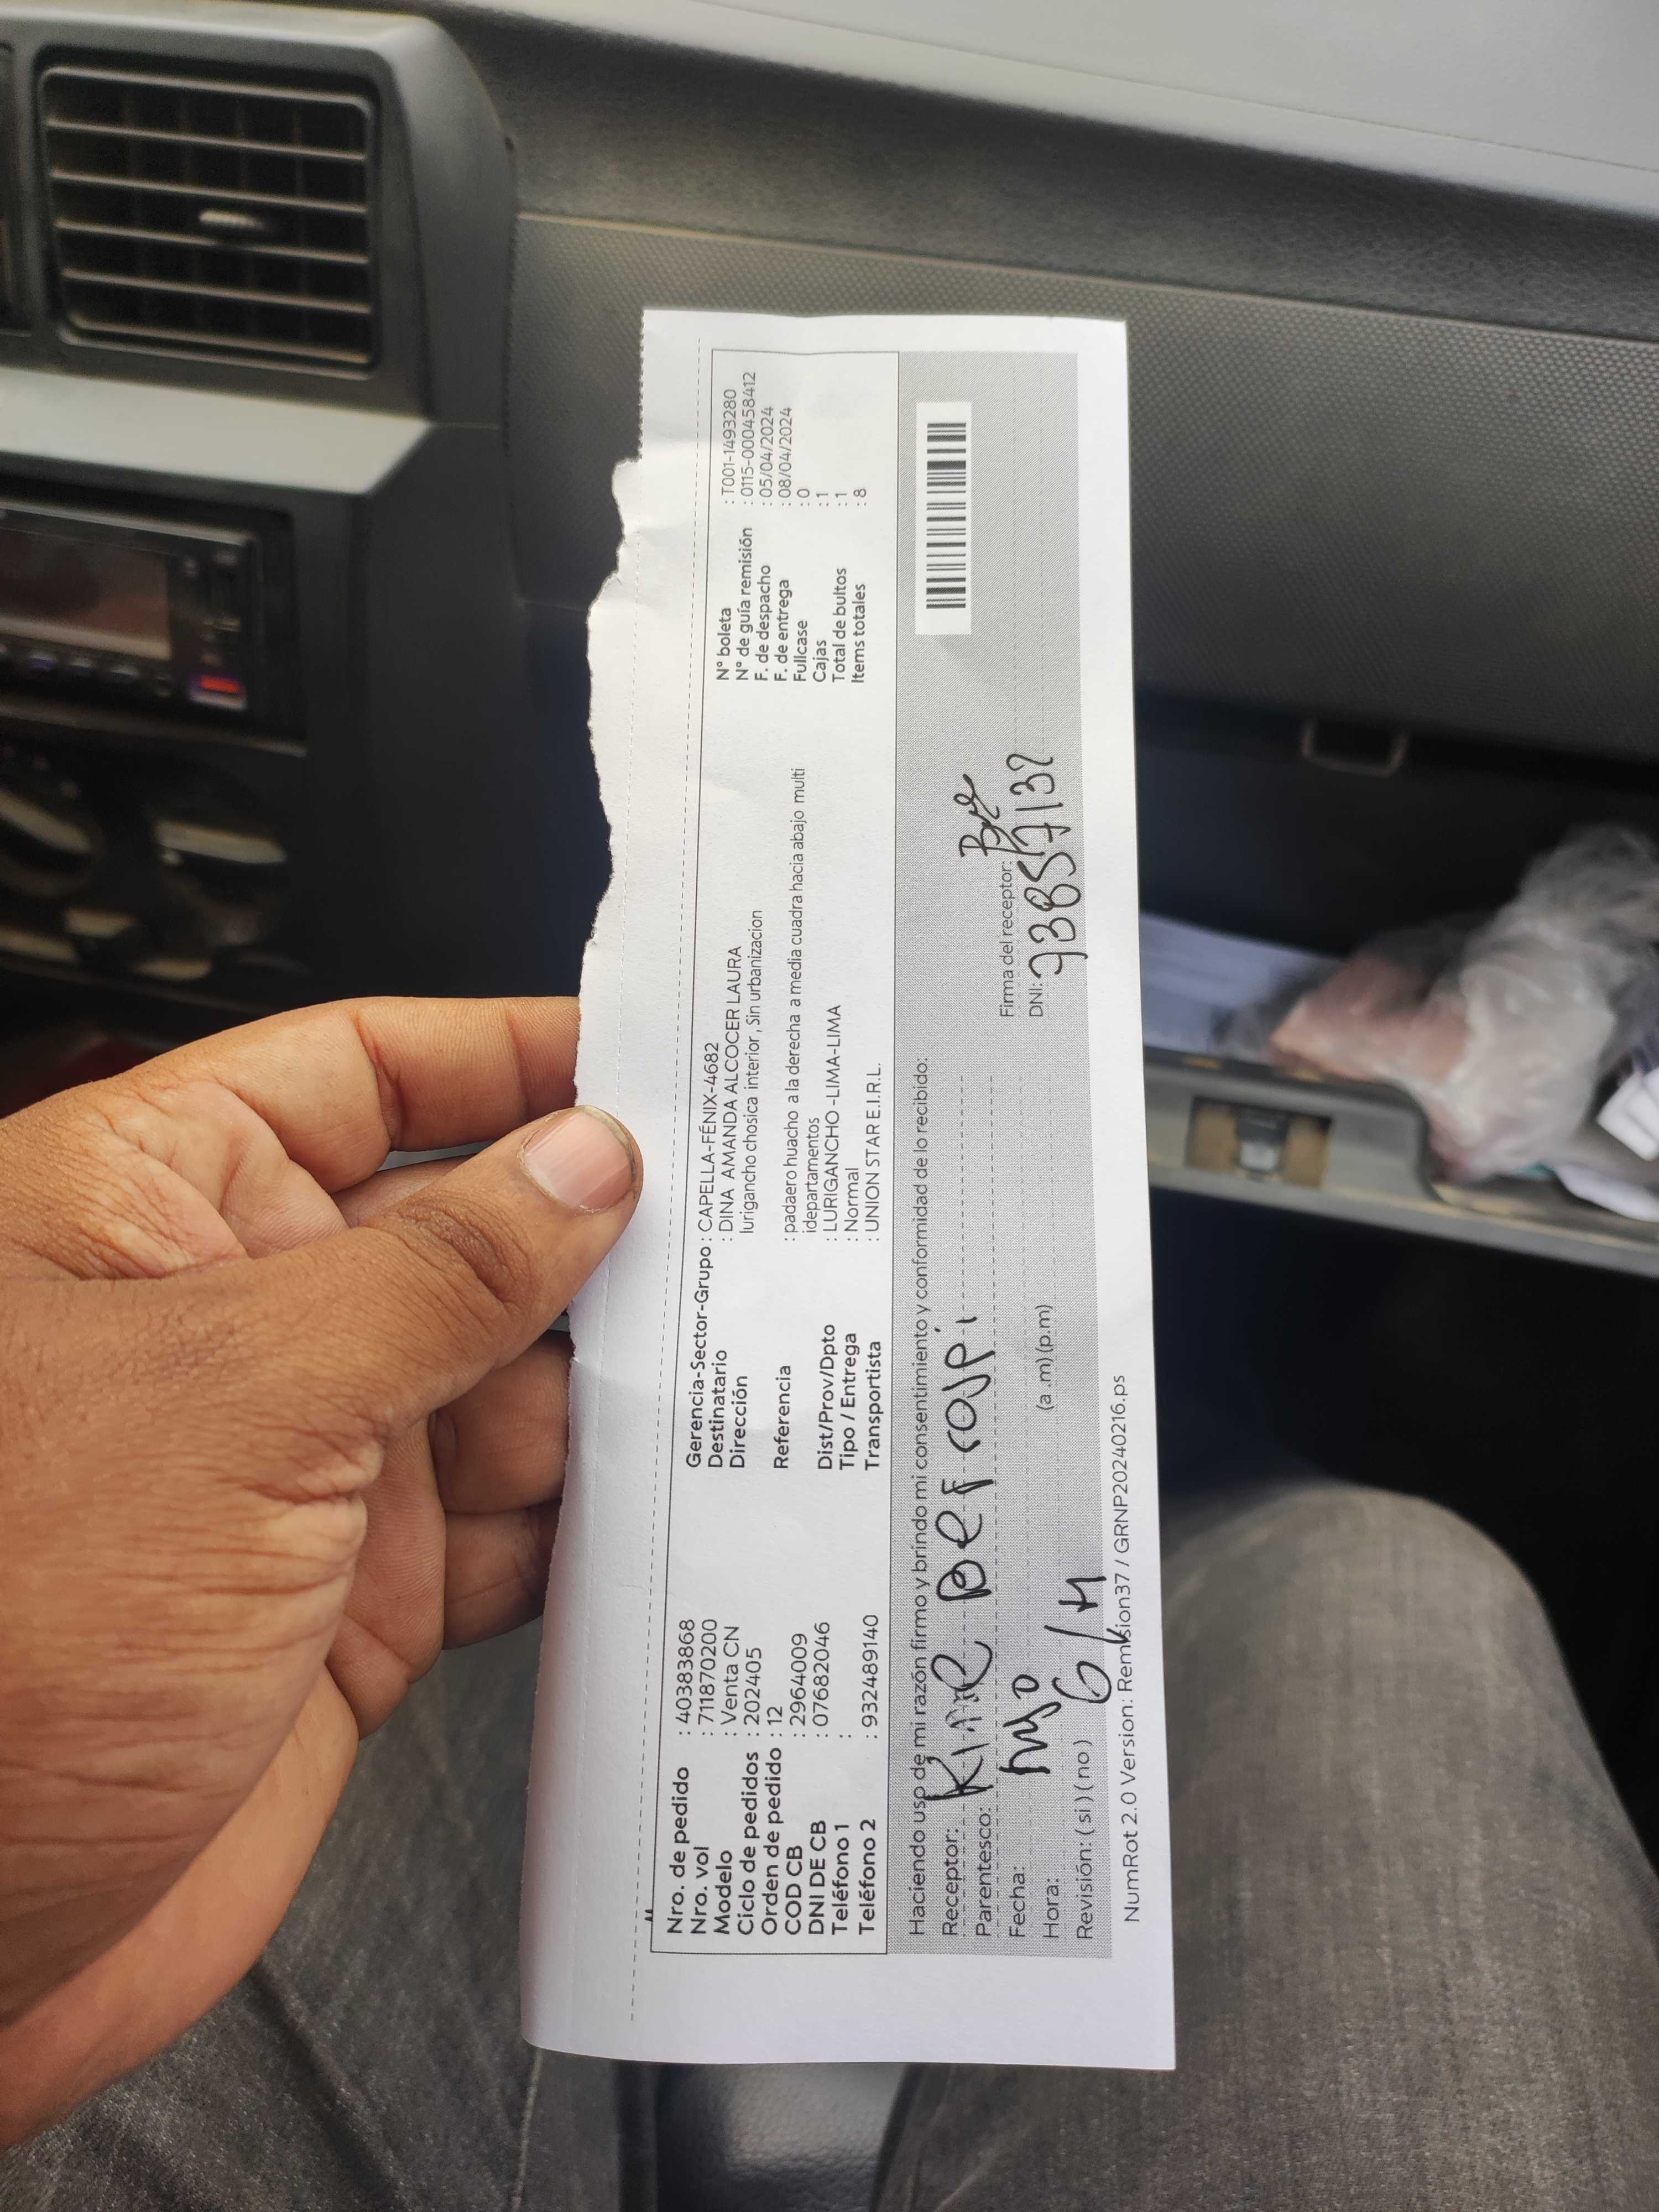 Nro. de pedido : 40383868
Nro. vol : 711870200
Modelo : Venta CN
Ciclo de pedidos : 202405
Orden de pedido : 12
COD CB : 2964009
DNI DE CB : 07682046
Teléfono 1 :
Teléfono 2 : 932489140
Gerencia-Sector-Grupo : CAPELLA-FÉNIX-4682
Destinatario : DINA AMANDA ALCOCER LAURA
Dirección lurigancho chosica interior , Sin urbanizacion
Referencia : padaero huacho a la derecha a media cuadra hacia abajo multi
idepartamentos
Dist/Prov/Dpto : LURIGANCHO -LIMA-LIMA
Tipo / Entrega : Normal
Transportista : UNION STAR E.I.R.L.
N° boleta : T001-1493280
N° de guía remisión : 0115-000458412
F. de despacho : 05/04/2024
F. de entrega : 08/04/2024
Fullcase : 0
Cajas : 1
Total de bultos : 1
Items totales : 8
Haciendo uso de mi razón firmo y brindo mi consentimiento y conformidad de lo recibido:
Receptor:
Parentesco: hijo
Fecha: 6/4
Hora: (a .m) (p.m)
Revisión: ( si ) ( no )
Firma del receptor:
DNI: 73857132
NumRot 2.0 Version: Remision37 / GRNP20240216.ps